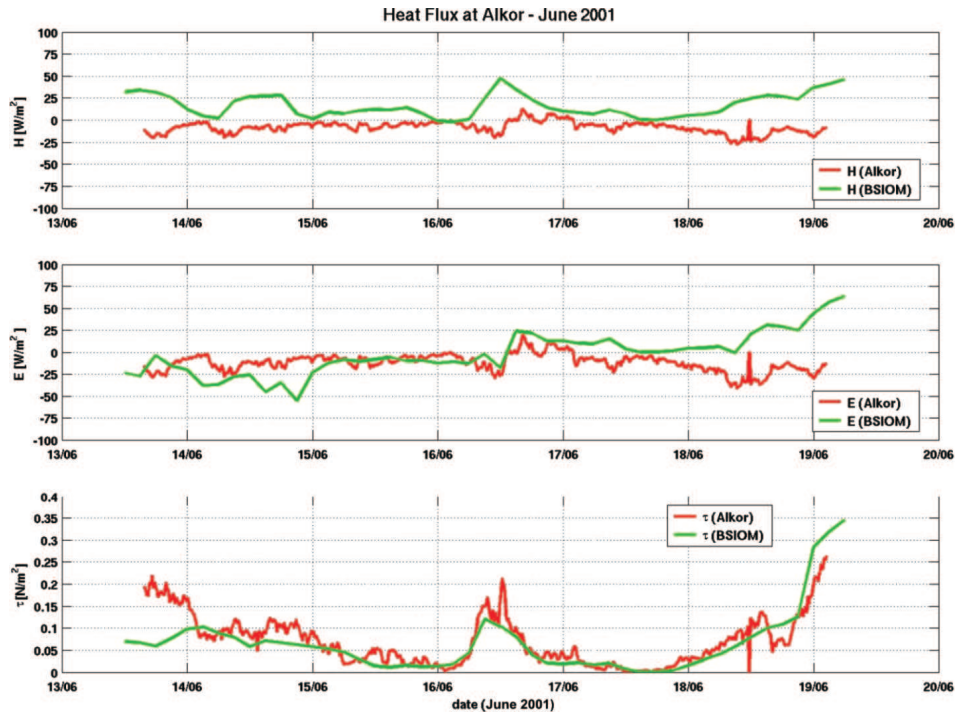 Heat Flux at Alkor - June 2001
H [W/m²]
100
75
50
25
0
-25
-50
-75
-100
13/06 14/06 15/06 16/06 17/06 18/06 19/06 20/06
H (Alkor)
H (BSIOM)
E [W/m²]
100
75
50
25
0
-25
-50
-75
-100
13/06 14/06 15/06 16/06 17/06 18/06 19/06 20/06
E (Alkor)
E (BSIOM)
τ [N/m²]
0.4
0.35
0.3
0.25
0.2
0.15
0.1
0.05
0
13/06 14/06 15/06 16/06 17/06 18/06 19/06 20/06
τ (Alkor)
τ (BSIOM)
date (June 2001)